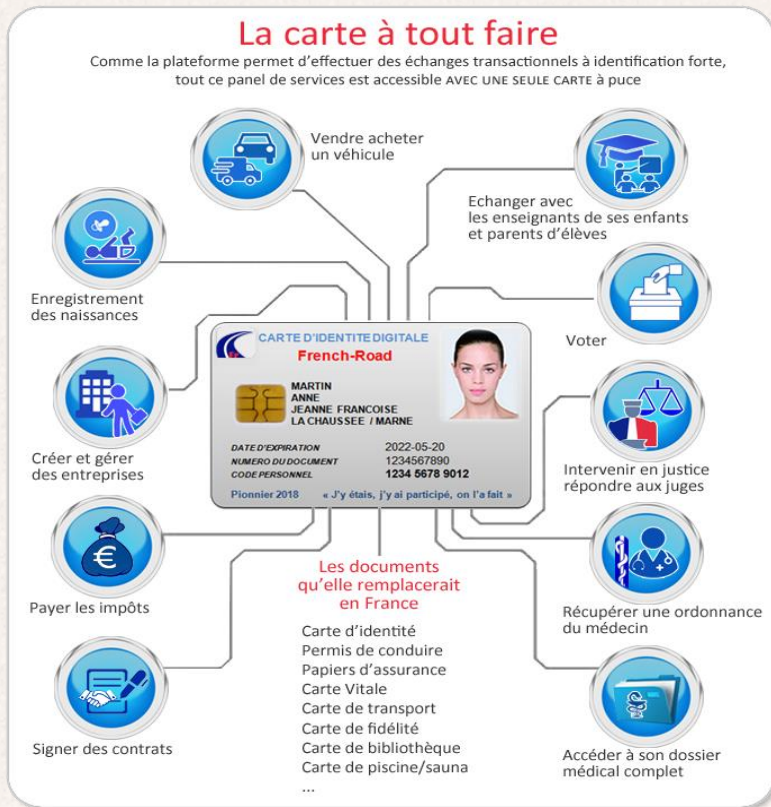 La carte à tout faire
Comme la plateforme permet d'effectuer des échanges transactionnels à identification forte,
tout ce panel de services est accessible AVEC UNE SEULE CARTE à puce
Vendre acheter
un véhicule
Echanger avec
les enseignants de ses enfants
et parents d'élèves
Enregistrement
des naissances
Voter
CARTE D'IDENTITE DIGITALE
French-Road
MARTIN
ANNE
JEANNE FRANCOISE
LA CHAUSSEE / MARNE
DATE D'EXPIRATION 2022-05-20
NUMERO DU DOCUMENT 1234567890
CODE PERSONNEL 1234 5678 9012
Pionnier 2018 « J'y étais, j'y ai participé, on l'a fait »
Créer et gérer
des entreprises
Intervenir en justice
répondre aux juges
Payer les impôts
Récupérer une ordonnance
du médecin
Signer des contrats
Accéder à son dossier
médical complet
Les documents
qu'elle remplacerait
en France
Carte d'identité
Permis de conduire
Papiers d'assurance
Carte Vitale
Carte de transport
Carte de fidélité
Carte de bibliothèque
Carte de piscine/sauna
...